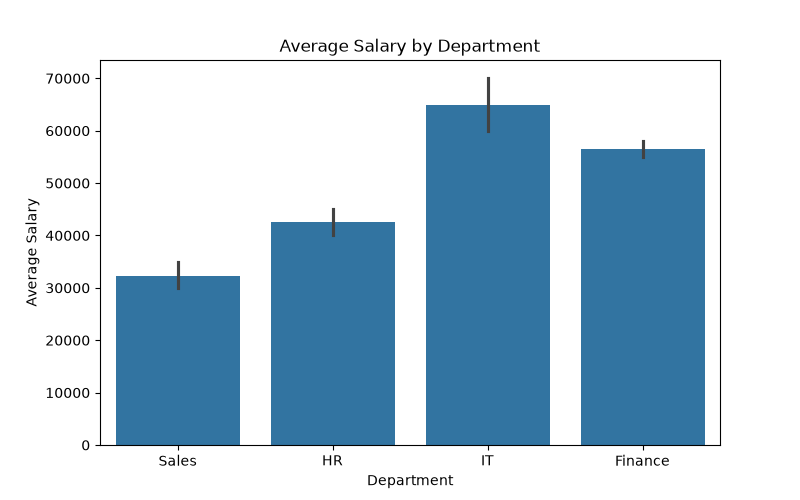 Average Salary by Department
70000
60000
50000
40000
30000
20000
10000
0
Average Salary
Sales HR IT Finance
Department